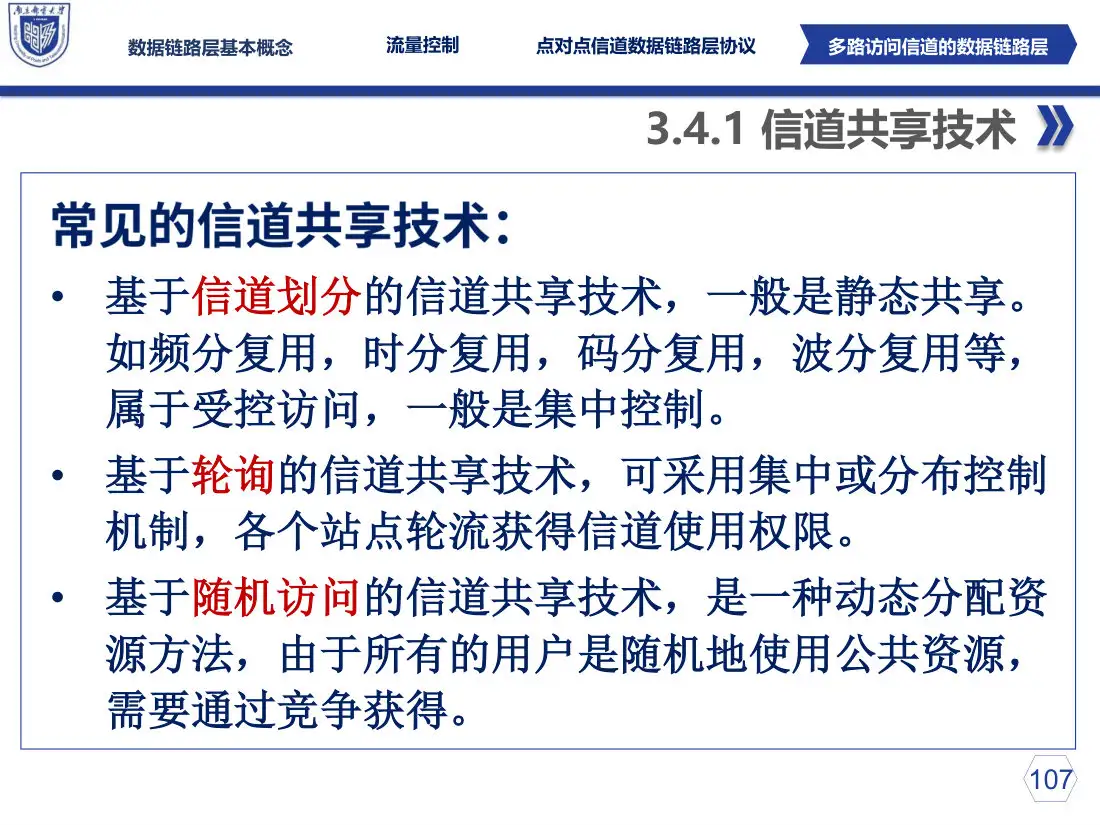 南京邮电大学
数据链路层基本概念
流量控制
点对点信道数据链路层协议
多路访问信道的数据链路层
3.4.1 信道共享技术
常见的信道共享技术：
• 基于信道划分的信道共享技术，一般是静态共享。
如频分复用，时分复用，码分复用，波分复用等，
属于受控访问，一般是集中控制。
• 基于轮询的信道共享技术，可采用集中或分布控制
机制，各个站点轮流获得信道使用权限。
• 基于随机访问的信道共享技术，是一种动态分配资
源方法，由于所有的用户是随机地使用公共资源，
需要通过竞争获得。
107